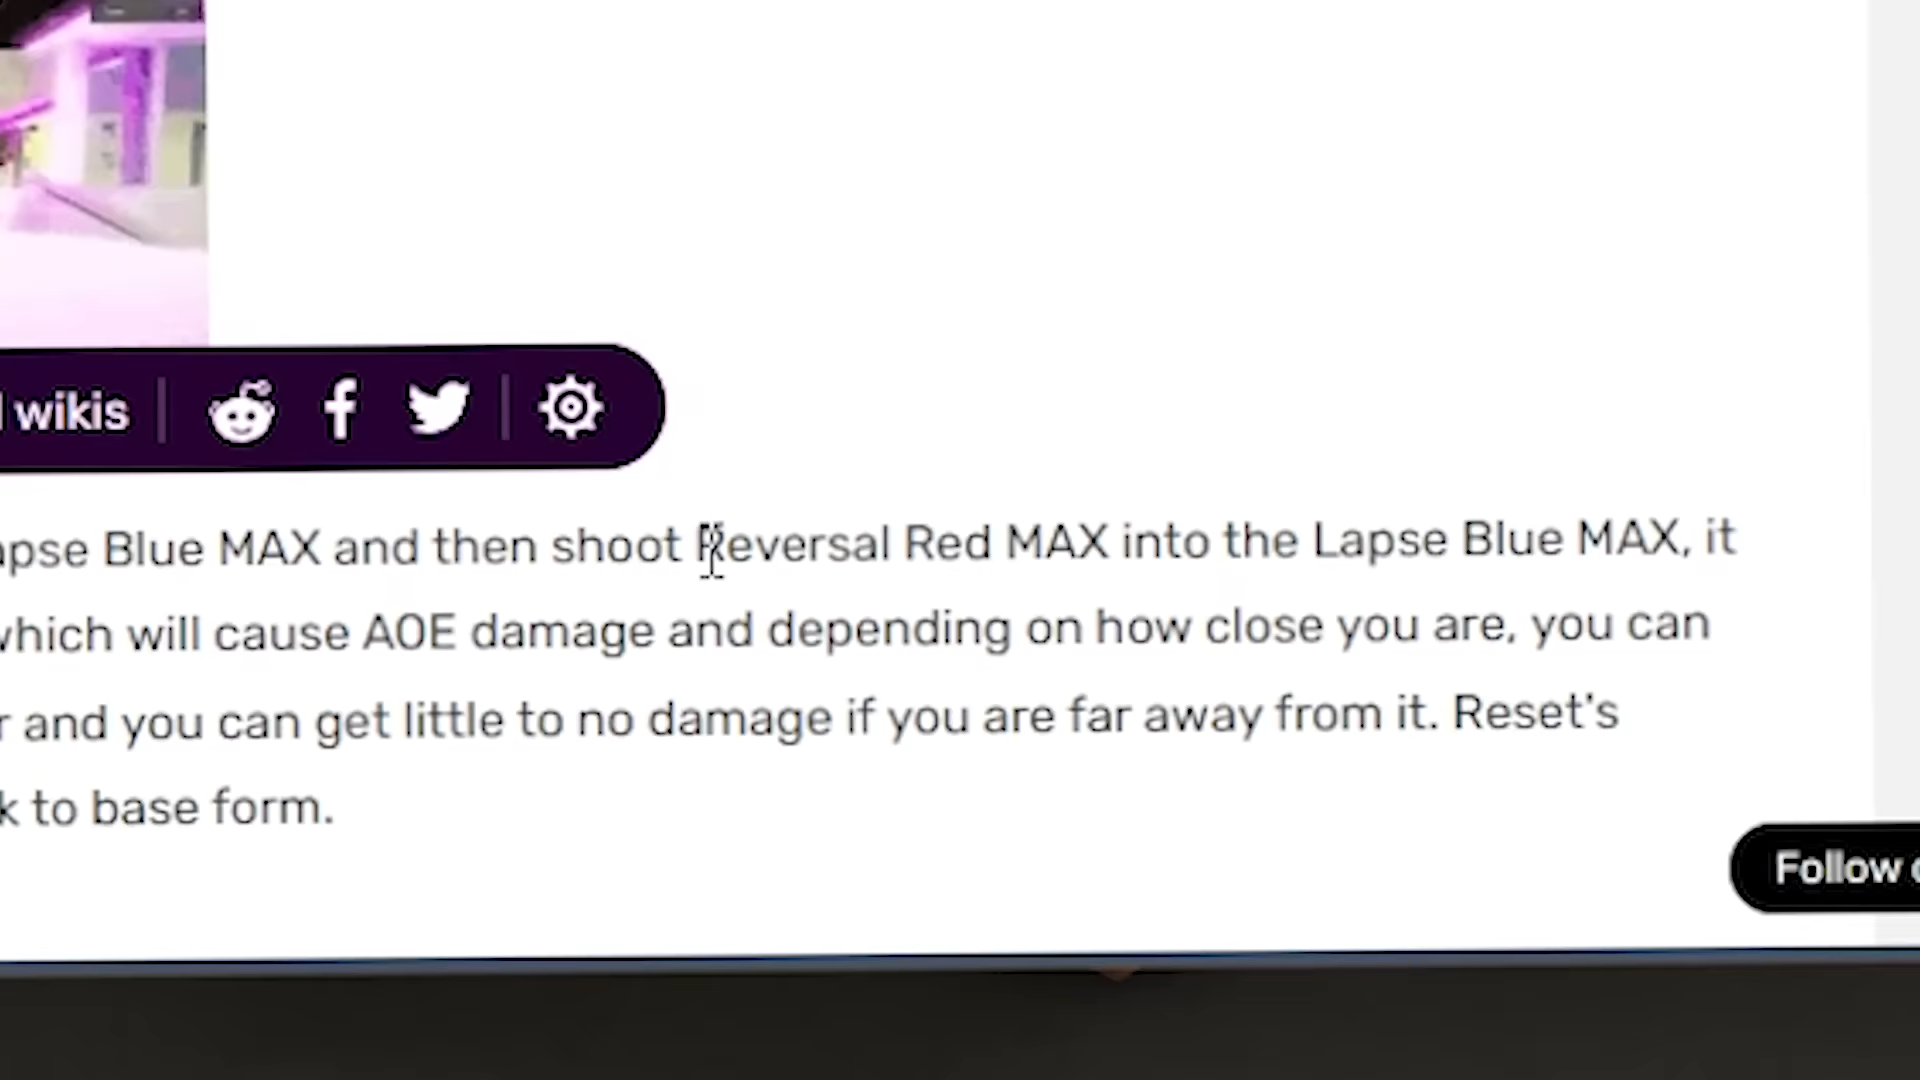 wikis
Blue MAX and then shoot Reversal Red MAX into the Lapse Blue MAX, it
which will cause AOE damage and depending on how close you are, you can
and you can get little to no damage if you are far away from it. Reset's
to base form.
Follow